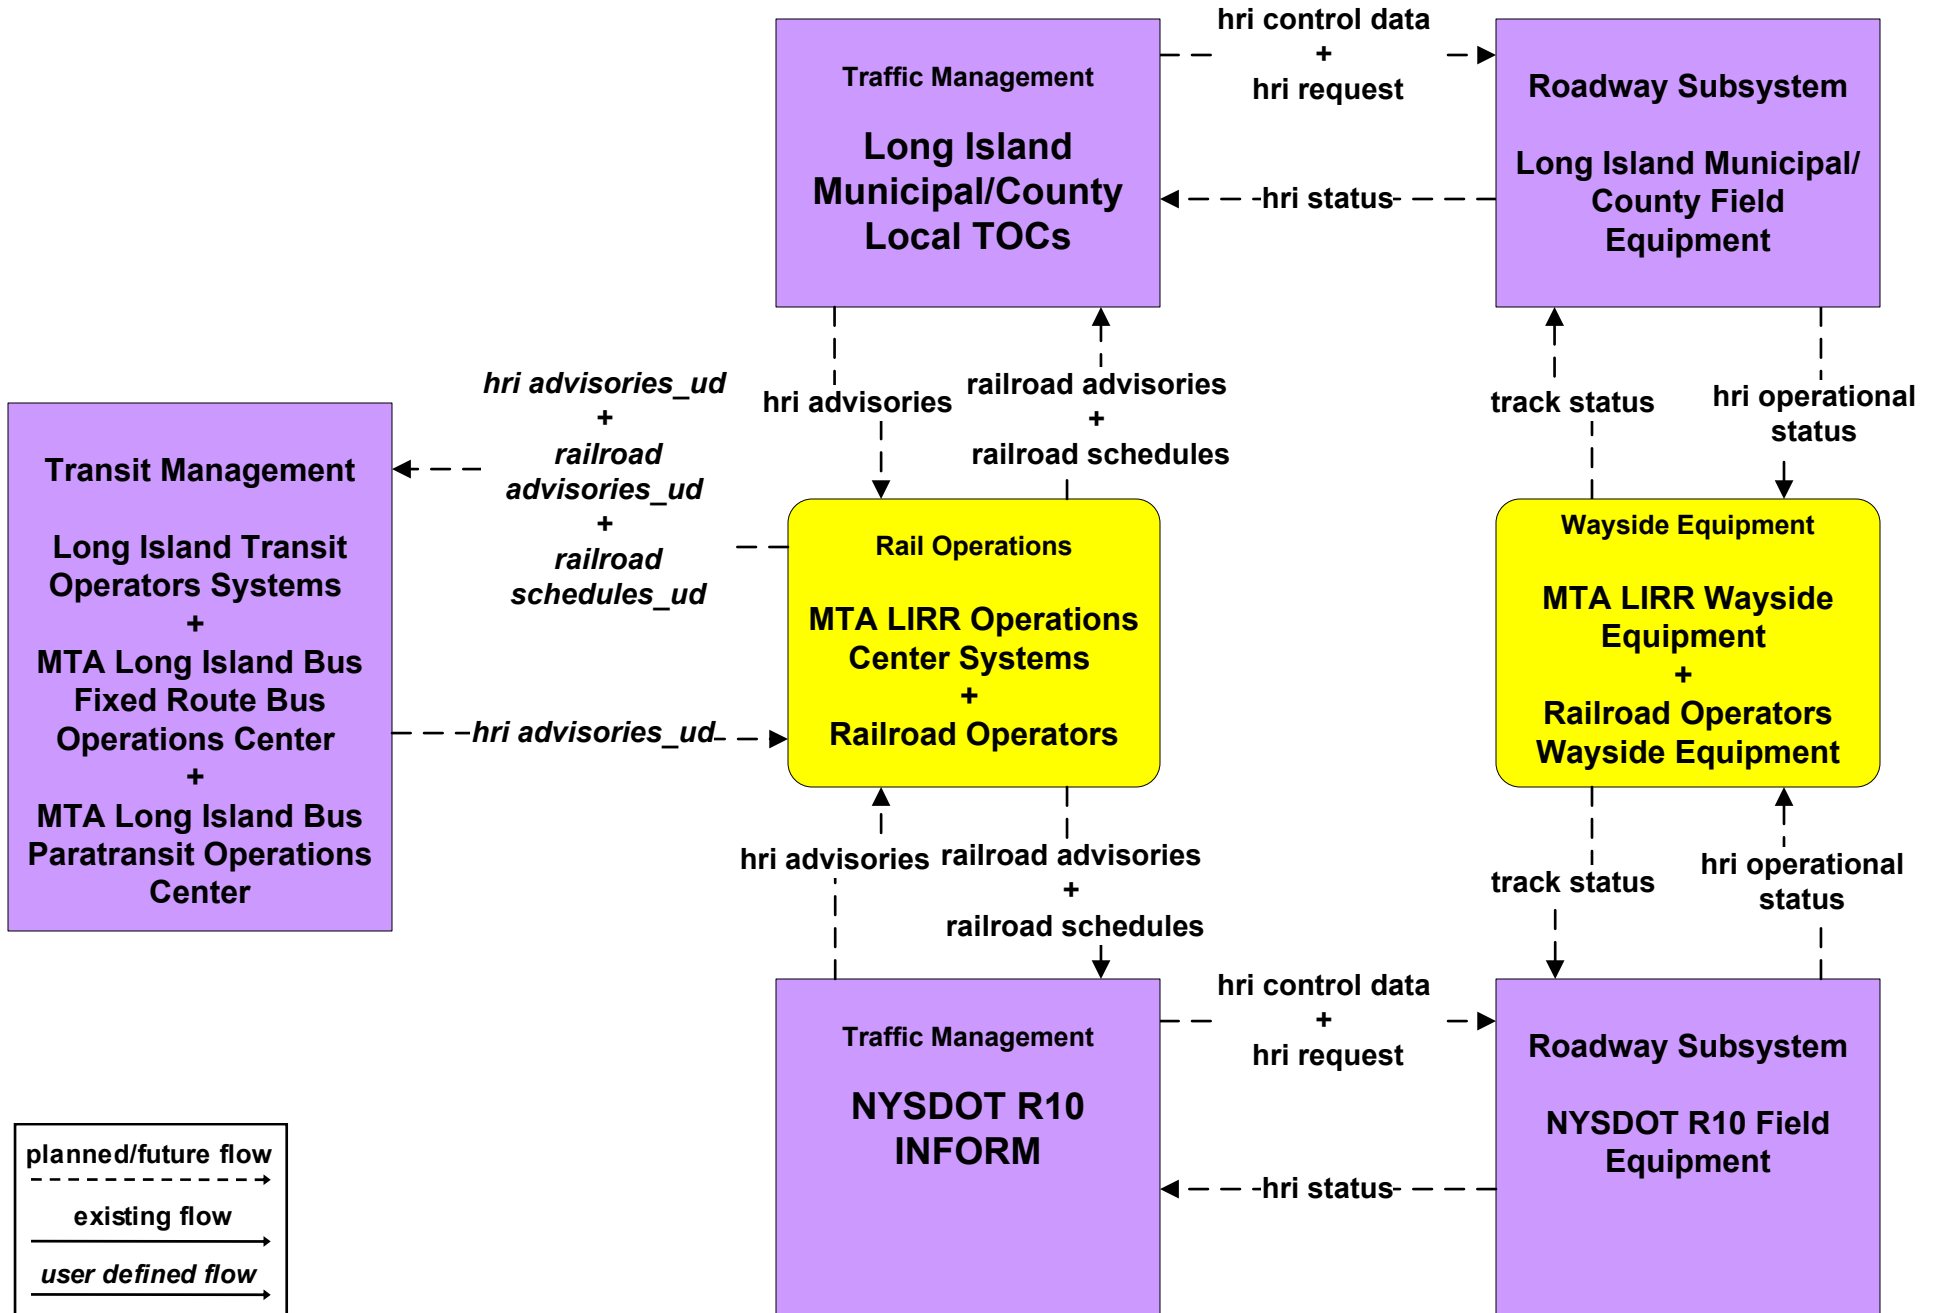 hri control data
+
hri request
Traffic Management
Long Island
Municipal/County
Local TOCs
Roadway Subsystem
Long Island Municipal/
County Field
Equipment
hri status
hri advisories_ud
+
railroad
advisories_ud
+
railroad
schedules_ud
hri advisories
railroad advisories
+
railroad schedules
track status
hri operational
status
Transit Management
Long Island Transit
Operators Systems
+
MTA Long Island Bus
Fixed Route Bus
Operations Center
+
MTA Long Island Bus
Paratransit Operations
Center
Rail Operations
MTA LIRR Operations
Center Systems
+
Railroad Operators
Wayside Equipment
MTA LIRR Wayside
Equipment
+
Railroad Operators
Wayside Equipment
hri advisories_ud
hri advisories
railroad advisories
+
railroad schedules
track status
hri operational
status
hri control data
+
hri request
Traffic Management
NYSDOT R10
INFORM
Roadway Subsystem
NYSDOT R10 Field
Equipment
hri status
planned/future flow
existing flow
user defined flow